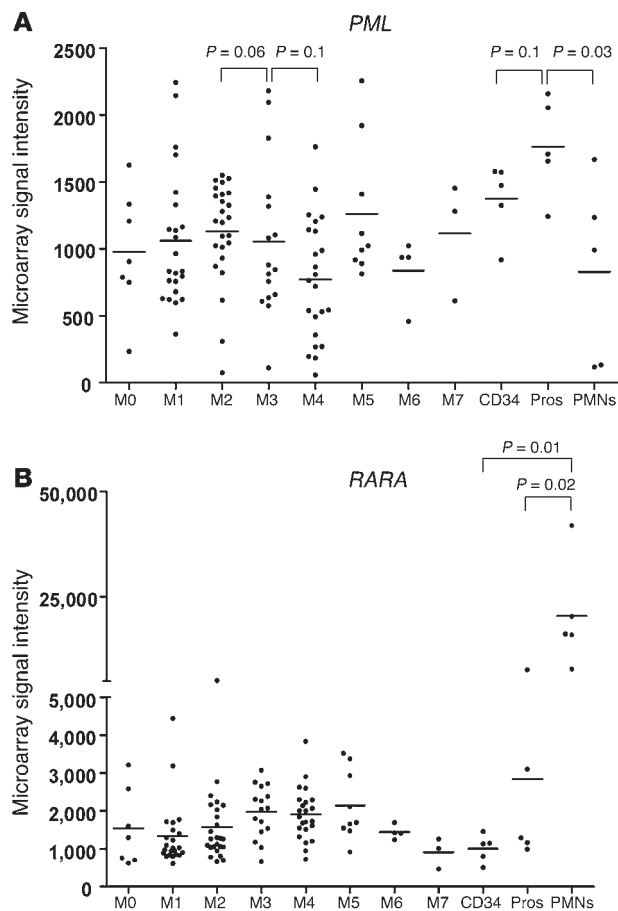 A
PML
P = 0.06
P = 0.1
P = 0.1
P = 0.03
Microarray signal intensity
2500
2000
1500
1000
500
0
M0 M1 M2 M3 M4 M5 M6 M7 CD34 Pros PMNs
B
RARA
P = 0.01
P = 0.02
Microarray signal intensity
50,000
25,000
5,000
4,000
3,000
2,000
1,000
0
M0 M1 M2 M3 M4 M5 M6 M7 CD34 Pros PMNs